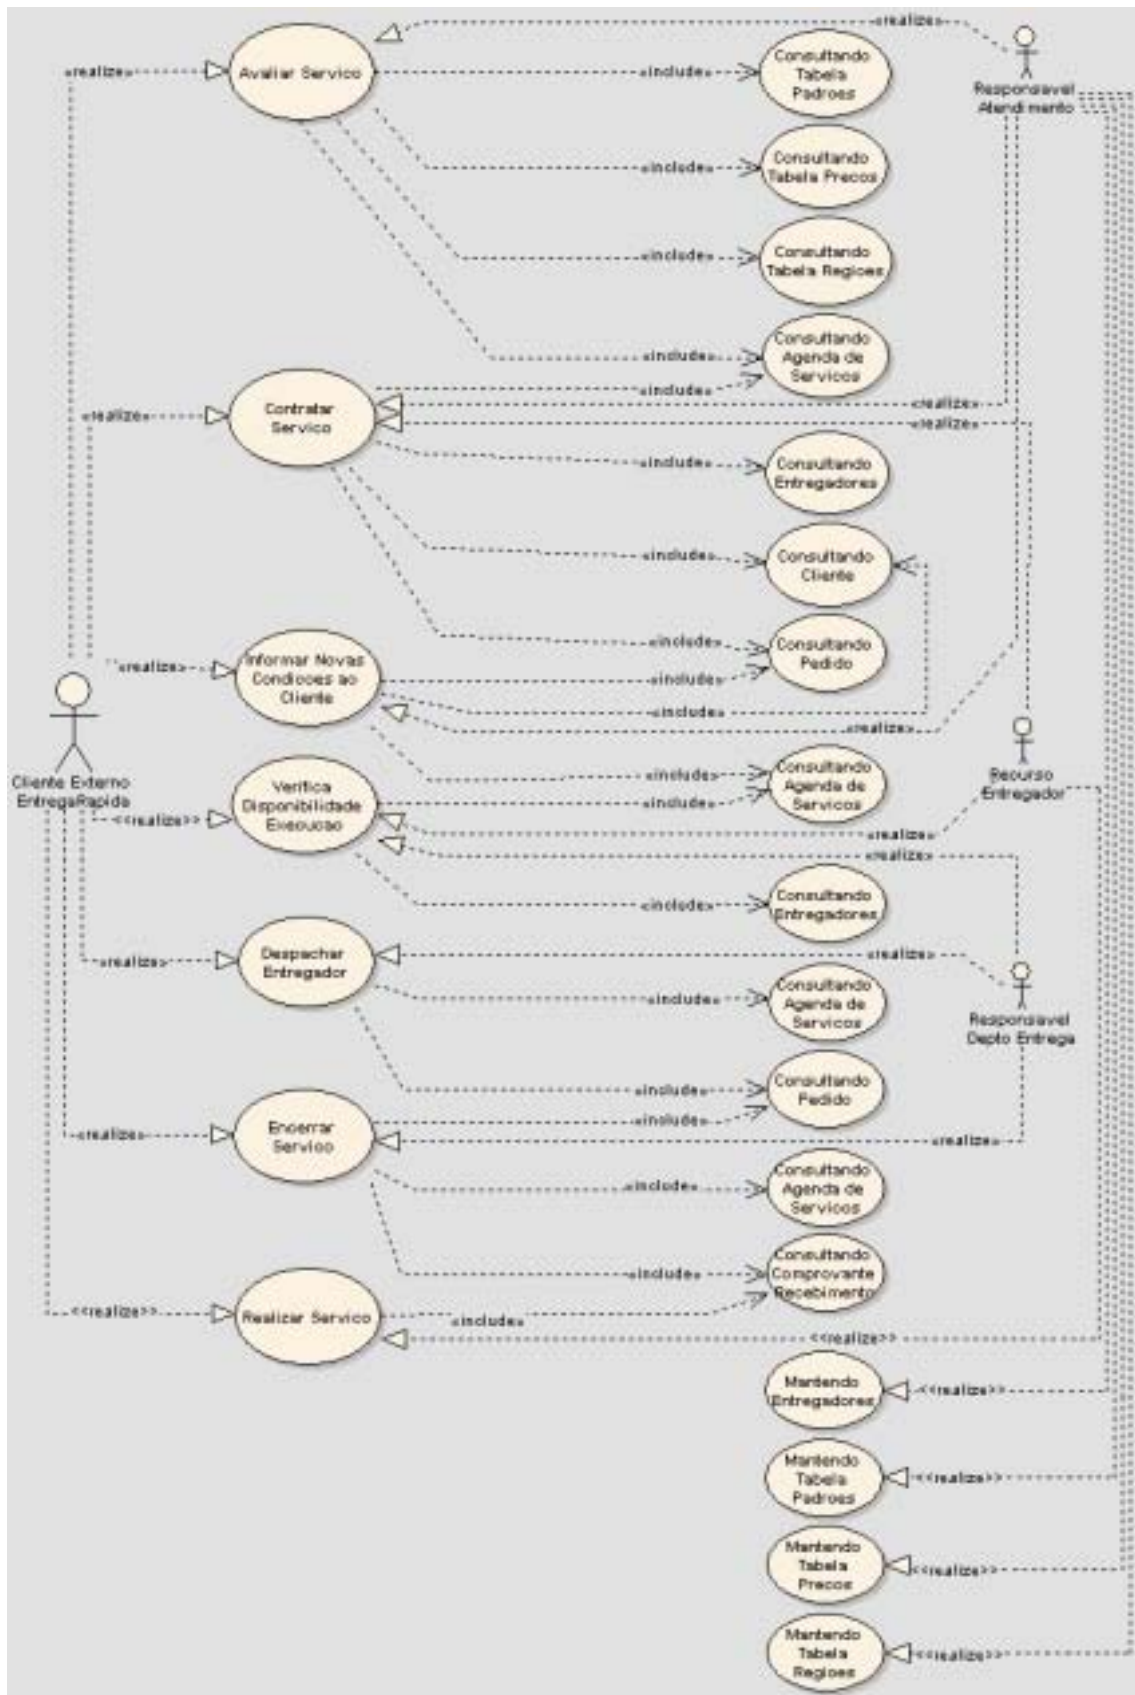 «realize»
Avaliar Servico
«realize»
«include»
Consultando
Tabela
Padroes
Responsavel
Atendimento
«include»
Consultando
Tabela Precos
«include»
Consultando
Tabela Regioes
«include»
Consultando
Agenda de
Servicos
«include»
«realize»
Contratar
Servico
«realize»
«realize»
«include»
Consultando
Entregadores
«include»
Consultando
Cliente
«include»
Consultando
Pedido
«realize»
Informar Novas
Condicoes ao
Cliente
«include»
«include»
«realize»
Cliente Externo
EntregaRapida
<<realize>>
Verifica
Disponibilidade
Execucao
«include»
«include»
Consultando
Agenda de
Servicos
Recurso
Entregador
«realize»
«realize»
«include»
Consultando
Entregadores
«realize»
Despachar
Entregador
«realize»
«include»
Consultando
Agenda de
Servicos
Responsavel
Depto Entrega
«include»
Consultando
Pedido
«include»
«realize»
Encerrar
Servico
«realize»
«include»
Consultando
Agenda de
Servicos
«include»
Consultando
Comprovante
Recebimento
<<realize>>
Realizar Servico
«include»
<<realize>>
Mantendo
Entregadores
<<realize>>
Mantendo
Tabela
Padroes
<<realize>>
Mantendo
Tabela
Precos
<<realize>>
Mantendo
Tabela
Regioes
<<realize>>